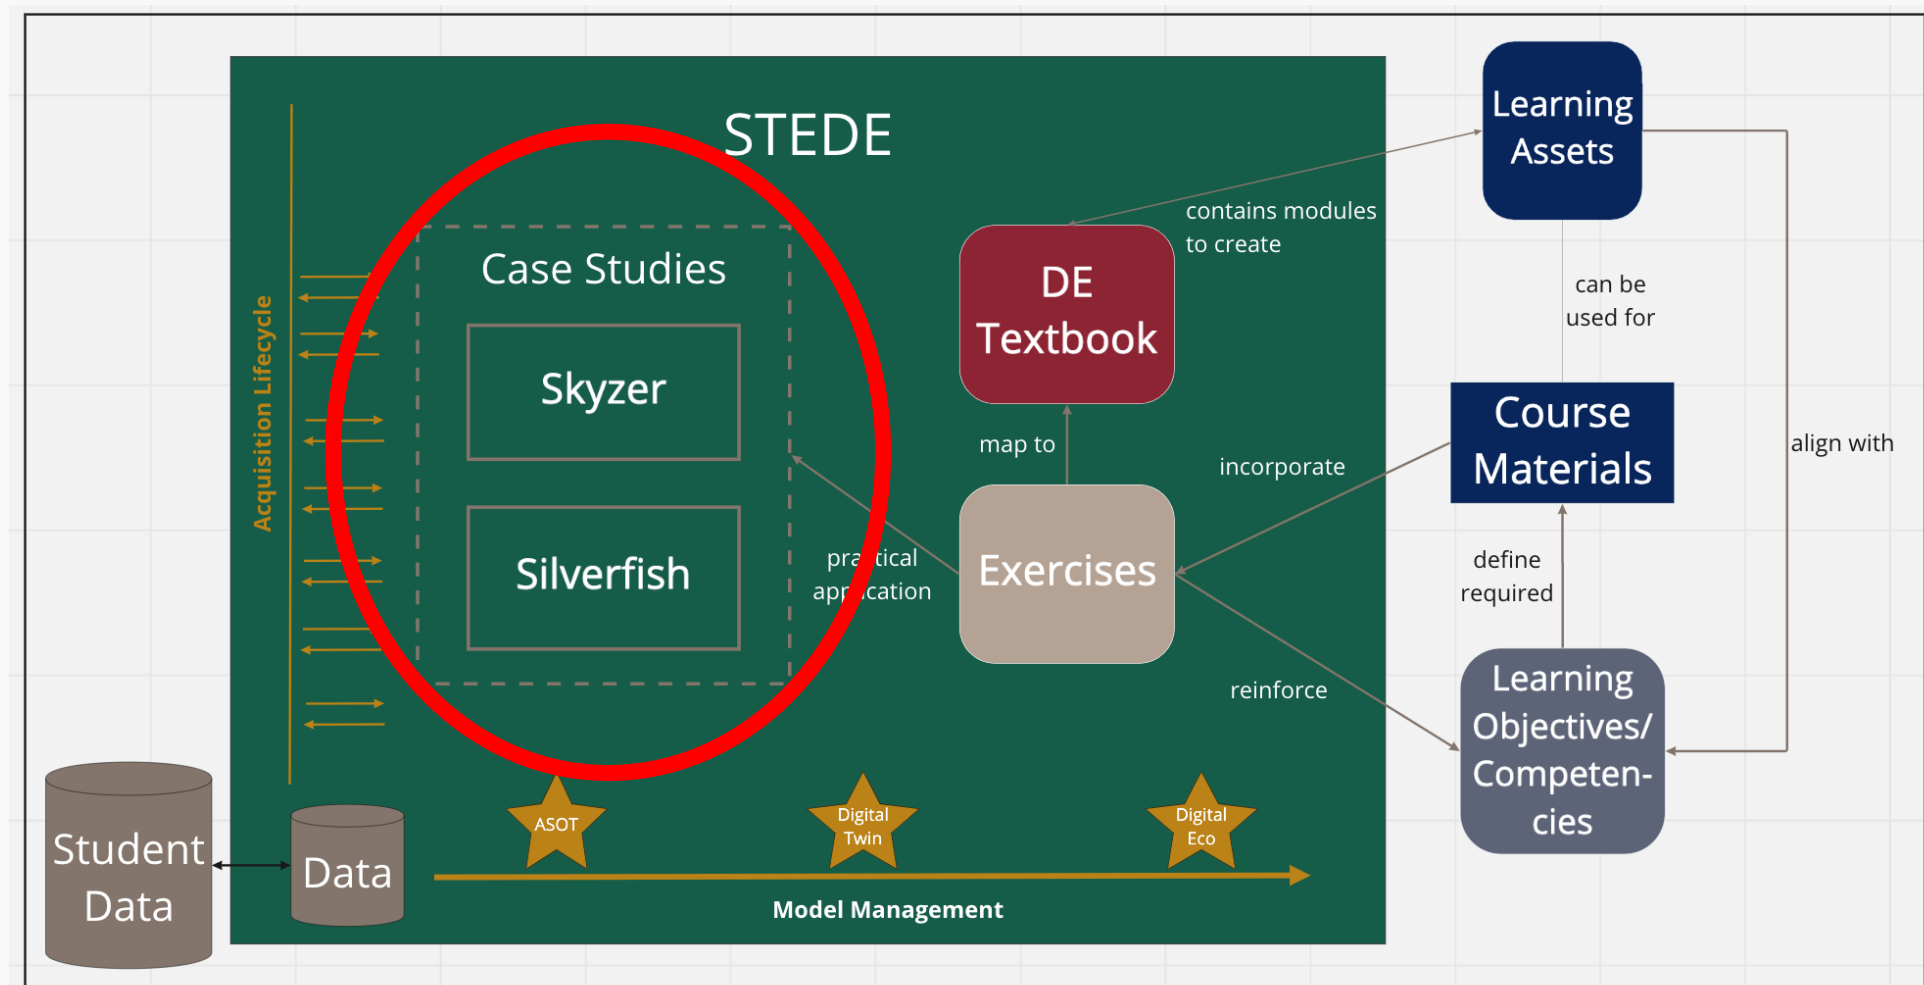 STEDE
Learning
Assets
contains modules
to create
Case Studies
DE
Textbook
can be
used for
Acquisition Lifecycle
Skyzer
Course
Materials
map to
incorporate
align with
Silverfish
practical
application
Exercises
define
required
reinforce
Learning
Objectives/
Competen-
cies
ASOT
Digital
Twin
Digital
Eco
Student
Data
Data
Model Management